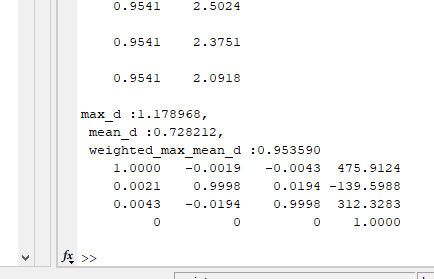 0.9541 2.5024
0.9541 2.3751
0.9541 2.0918
max_d :1.178968,
mean_d :0.728212,
weighted_max_mean_d :0.953590
1.0000 -0.0019 -0.0043 475.9124
0.0021 0.9998 0.0194 -139.5988
0.0043 -0.0194 0.9998 312.3283
0 0 0 1.0000
fx >>